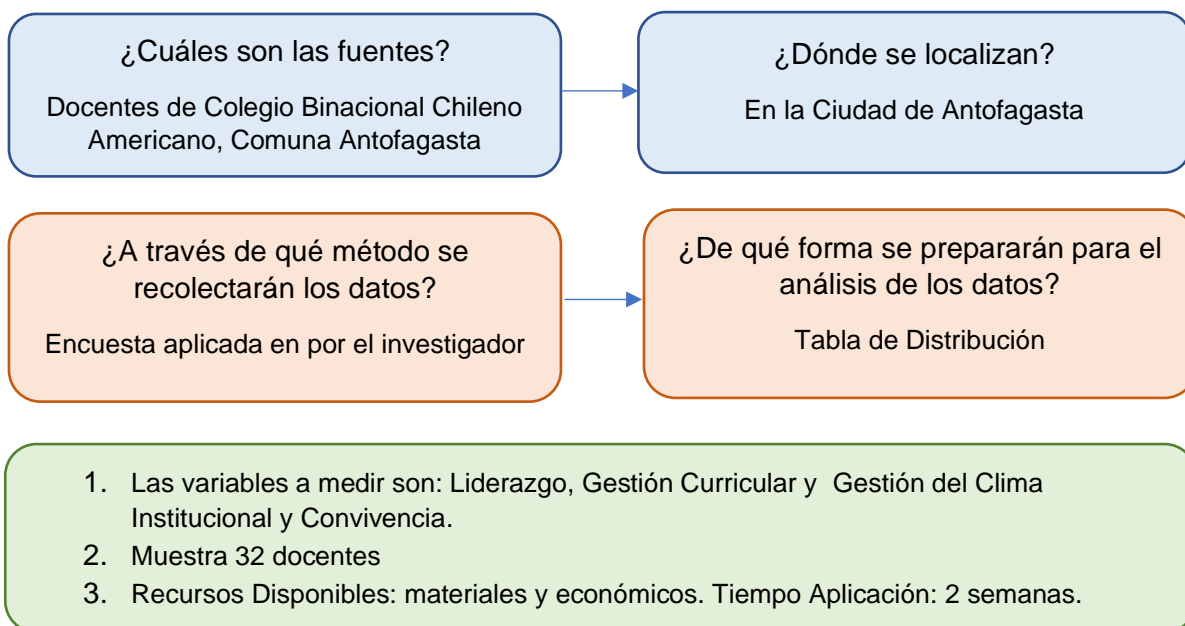 ¿Cuáles son las fuentes?
Docentes de Colegio Binacional Chileno
Americano, Comuna Antofagasta
¿Dónde se localizan?
En la Ciudad de Antofagasta
¿A través de qué método se
recolectarán los datos?
Encuesta aplicada en por el investigador
¿De qué forma se prepararán para el
análisis de los datos?
Tabla de Distribución
1. Las variables a medir son: Liderazgo, Gestión Curricular y Gestión del Clima
Institucional y Convivencia.
2. Muestra 32 docentes
3. Recursos Disponibles: materiales y económicos. Tiempo Aplicación: 2 semanas.